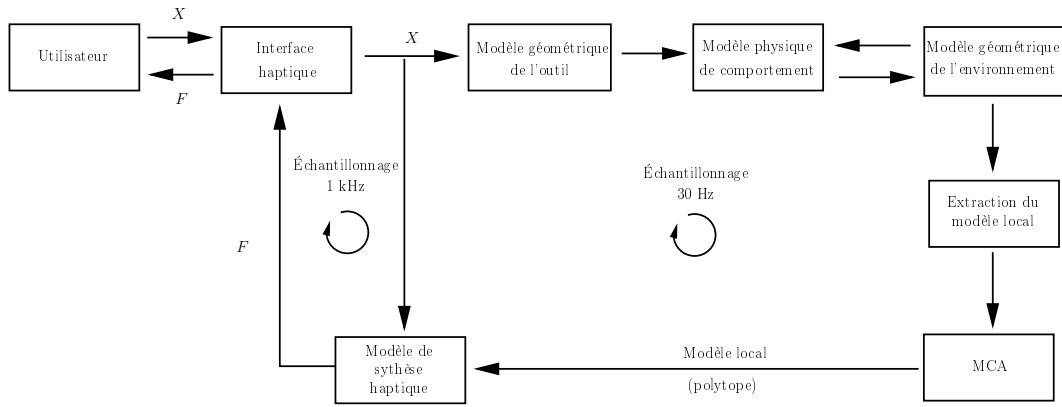 X
Utilisateur
F
Interface
haptique
X
Modèle géométrique
de l'outil
Modèle physique
de comportement
Modèle géométrique
de l'environnement
Échantillonnage
1 kHz
Échantillonnage
30 Hz
Extraction du
modèle local
F
Modèle de
sythèse
haptique
Modèle local
(polytope)
MCA